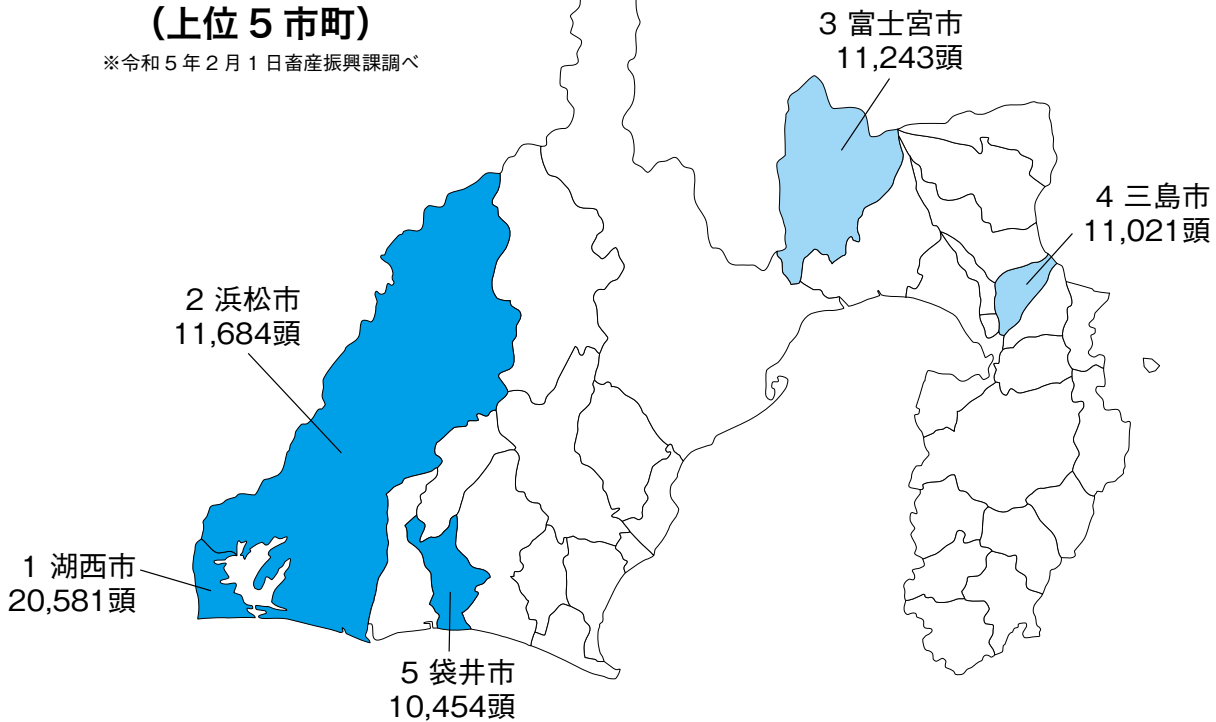 （上位 5 市町）
※令和 5 年 2 月 1 日畜産振興課調べ
3 富士宮市
11,243頭
4 三島市
11,021頭
2 浜松市
11,684頭
1 湖西市
20,581頭
5 袋井市
10,454頭